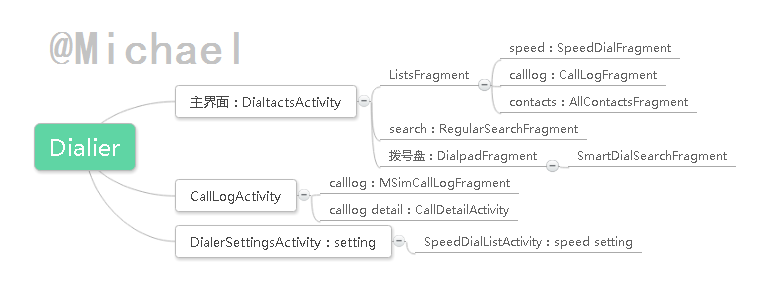 @Michael
Dialier
主界面：DialtactsActivity
ListsFragment
speed：SpeedDialFragment
calllog：CallLogFragment
contacts：AllContactsFragment
search：RegularSearchFragment
拨号盘：DialpadFragment
SmartDialSearchFragment
CallLogActivity
calllog：MSimCallLogFragment
calllog detail：CallDetailActivity
DialerSettingsActivity：setting
SpeedDialListActivity：speed setting